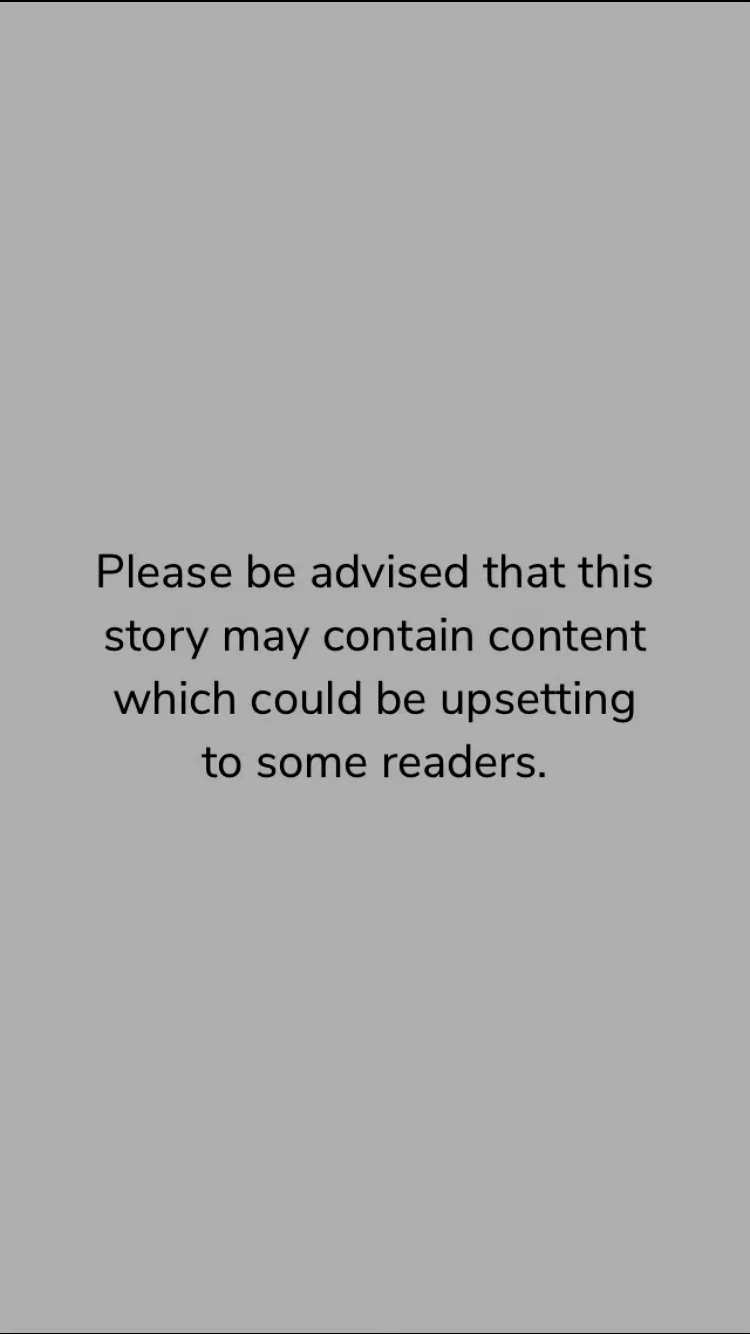 Please be advised that this
story may contain content
which could be upsetting
to some readers.